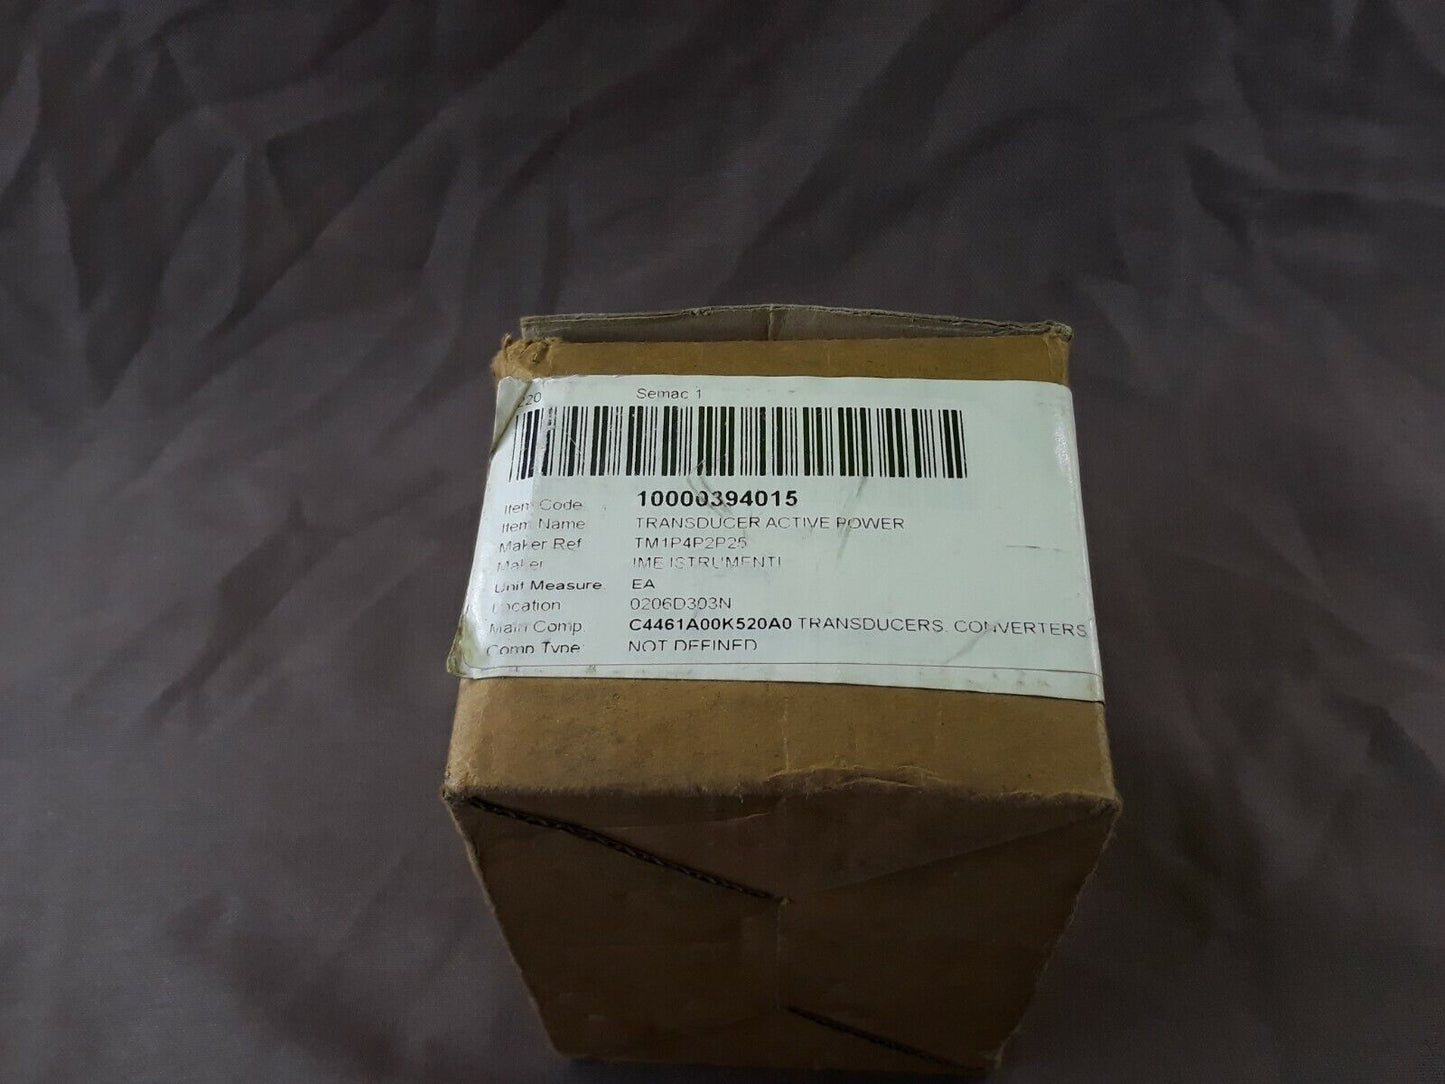 220 Semac 1
Item Code 10000394015
Item Name TRANSDUCER ACTIVE POWER
Maker Ref TM1P4P2P25
Maker IME ISTRUMENTI
Unit Measure EA
Location 0206D303N
Main Comp. C4461A00K520A0 TRANSDUCERS. CONVERTERS
Comp Type: NOT DEFINED